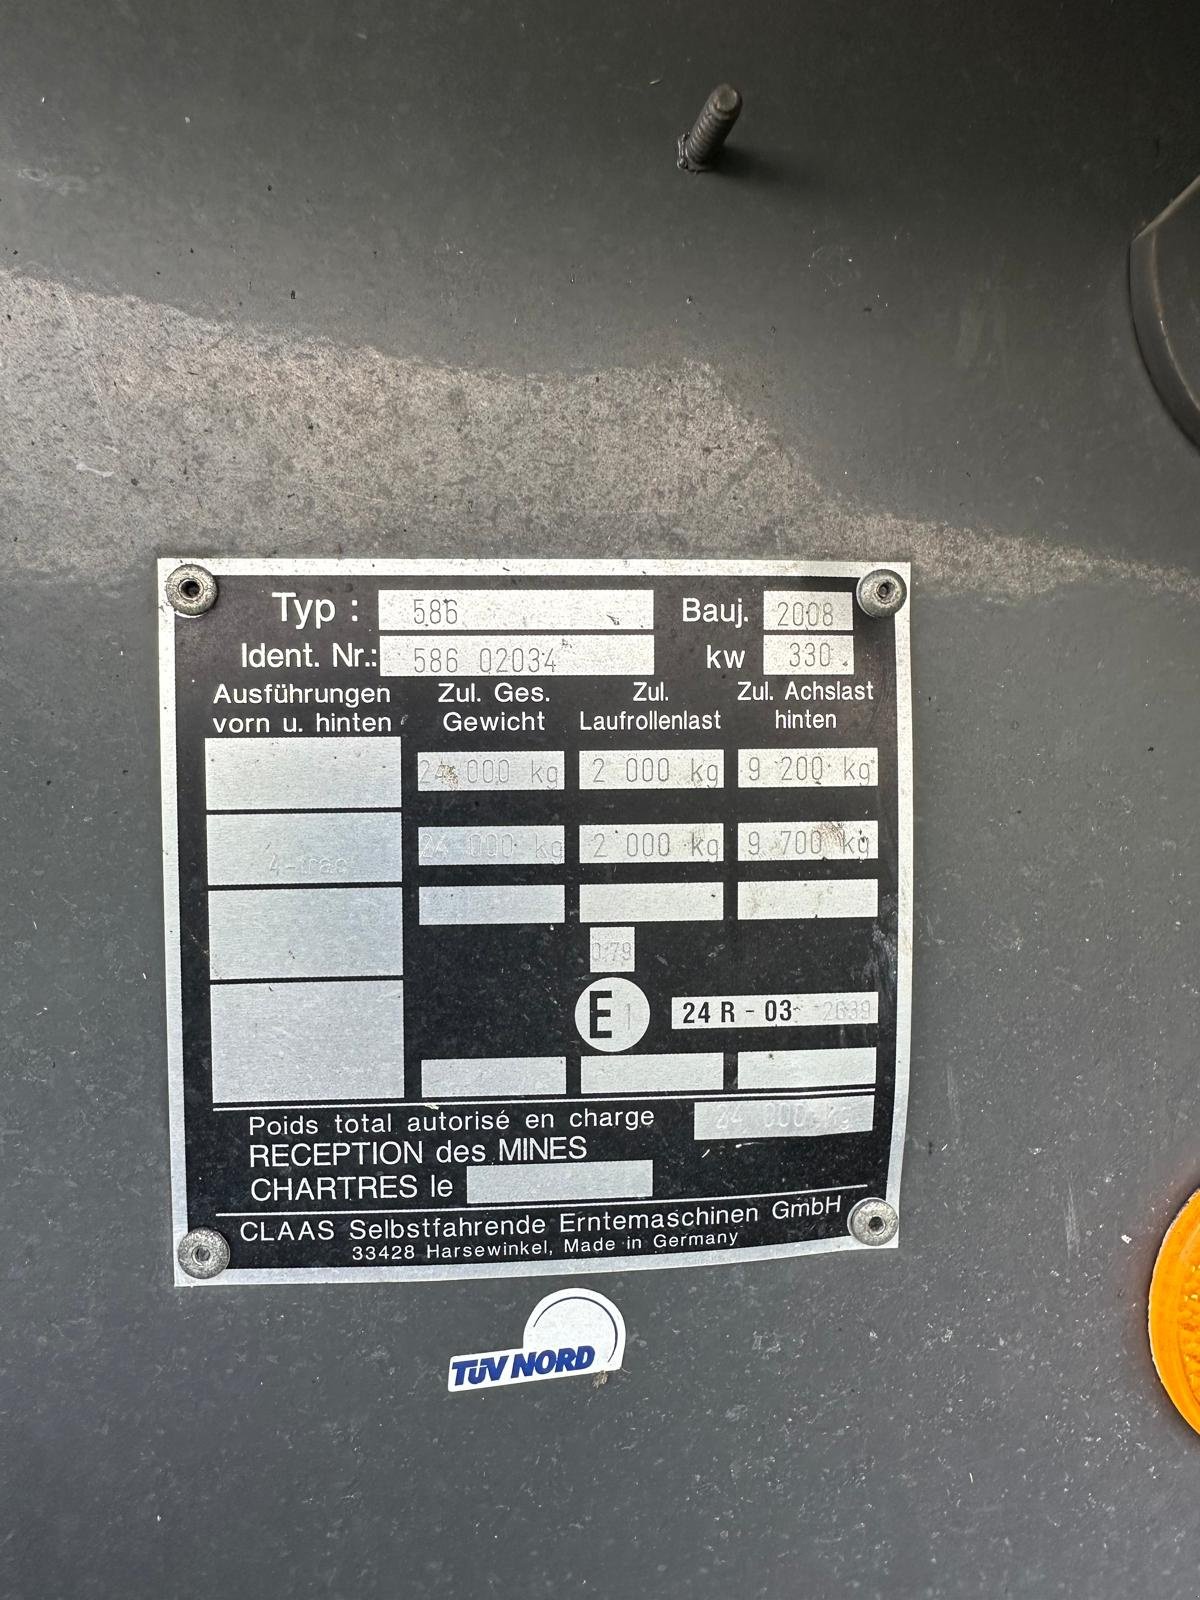 Typ : 586 Bauj. 2008
Ident. Nr.: 586 02034 kw 330
Ausführungen vorn u. hinten Zul. Ges. Gewicht Zul. Laufrollenlast Zul. Achslast hinten
24 000 kg 2 000 kg 9 200 kg
24 000 kg 2 000 kg 9 700 kg
0.79
E 1 24 R - 03 2639
Poids total autorisé en charge 24 000 kg
RECEPTION des MINES
CHARTRES le
CLAAS Selbstfahrende Erntemaschinen GmbH
33428 Harsewinkel, Made in Germany
TÜV NORD